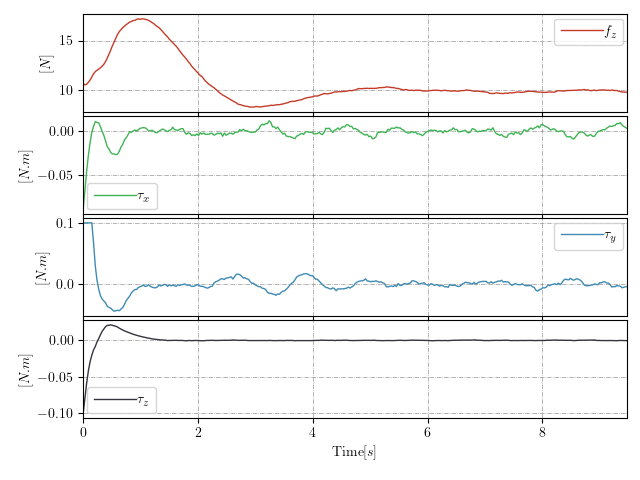 15
10
[N]
f_z
0.00
−0.05
[N.m]
τ_x
0.1
0.0
[N.m]
τ_y
0.00
−0.05
−0.10
[N.m]
τ_z
0 2 4 6 8
Time[s]